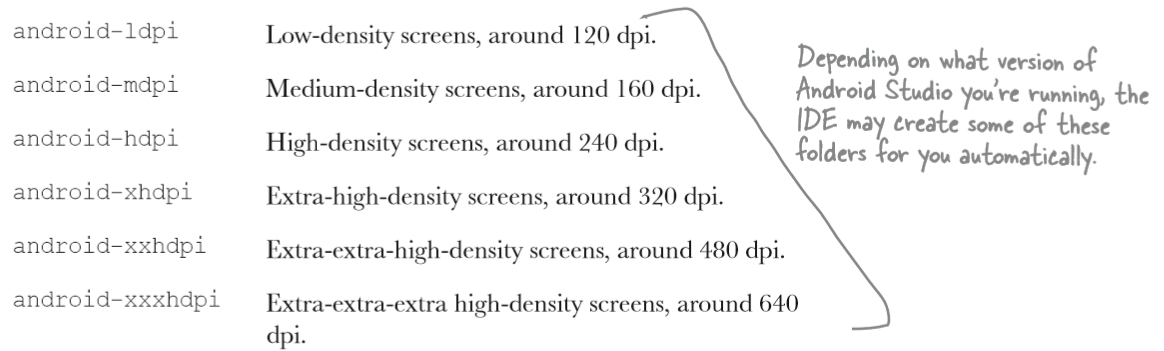 android-ldpi Low-density screens, around 120 dpi.
android-mdpi Medium-density screens, around 160 dpi.
android-hdpi High-density screens, around 240 dpi.
android-xhdpi Extra-high-density screens, around 320 dpi.
android-xxhdpi Extra-extra-high-density screens, around 480 dpi.
android-xxxhdpi Extra-extra-extra high-density screens, around 640
dpi.
Depending on what version of
Android Studio you're running, the
IDE may create some of these
folders for you automatically.